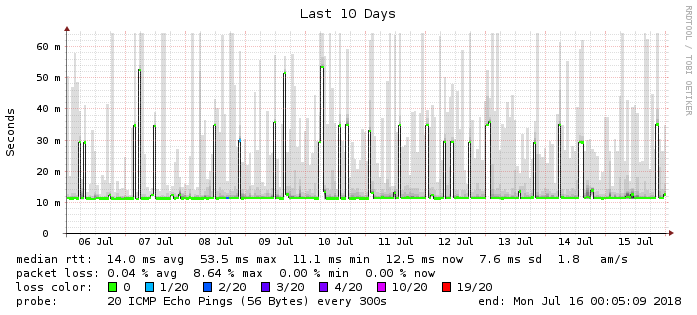 Last 10 Days
RRDTOOL / TOBI OETIKER
Seconds
60 m
50 m
40 m
30 m
20 m
10 m
0
06 Jul 07 Jul 08 Jul 09 Jul 10 Jul 11 Jul 12 Jul 13 Jul 14 Jul 15 Jul
median rtt: 14.0 ms avg 53.5 ms max 11.1 ms min 12.5 ms now 7.6 ms sd 1.8 am/s
packet loss: 0.04 % avg 8.64 % max 0.00 % min 0.00 % now
loss color: 0 1/20 2/20 3/20 4/20 10/20 19/20
probe: 20 ICMP Echo Pings (56 Bytes) every 300s end: Mon Jul 16 00:05:09 2018